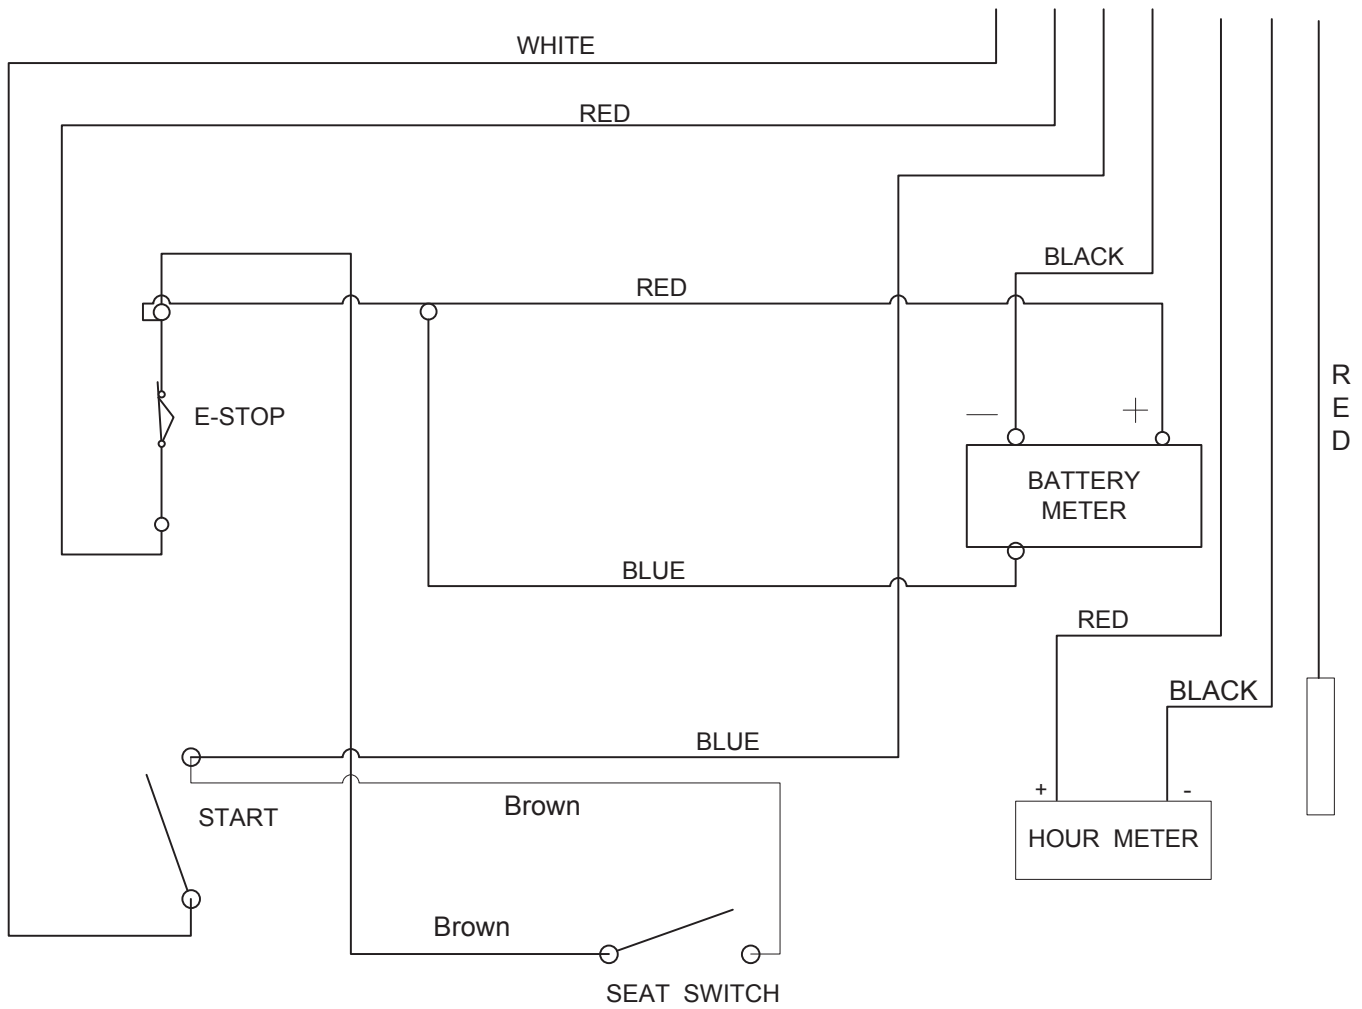 WHITE
RED
BLACK
RED
R
E
D
E-STOP
— +
BATTERY
METER
BLUE
RED
BLACK
BLUE
+ -
Brown
START
HOUR METER
Brown
SEAT SWITCH